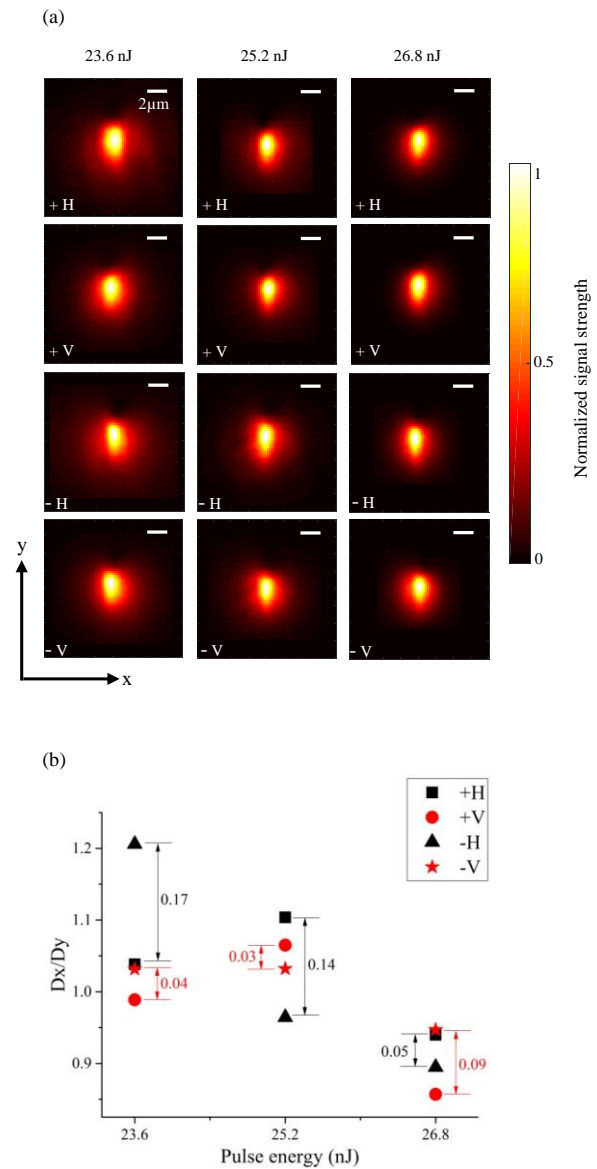 (a)
23.6 nJ 25.2 nJ 26.8 nJ
2μm
+ H + H + H
+ V + V + V
- H - H - H
- V - V - V
1
0.5
0
Normalized signal strength
y
x
(b)
+H
+V
-H
-V
1.2
1.1
1.0
0.9
Dx/Dy
0.17
0.04
0.03
0.14
0.05
0.09
23.6 25.2 26.8
Pulse energy (nJ)